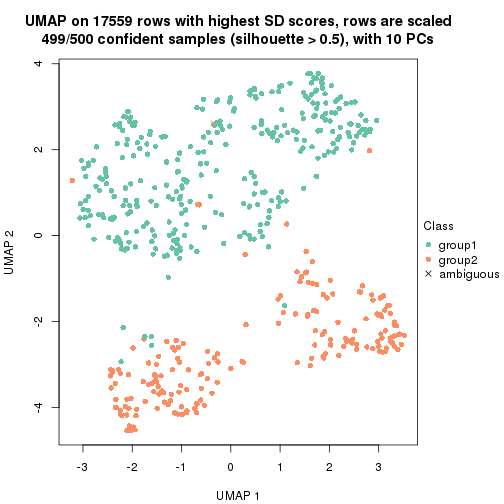 UMAP on 17559 rows with highest SD scores, rows are scaled
499/500 confident samples (silhouette > 0.5), with 10 PCs
4
2
0
-2
-4
UMAP 2
-3
-2
-1
0
1
2
3
UMAP 1
Class
group1
group2
ambiguous